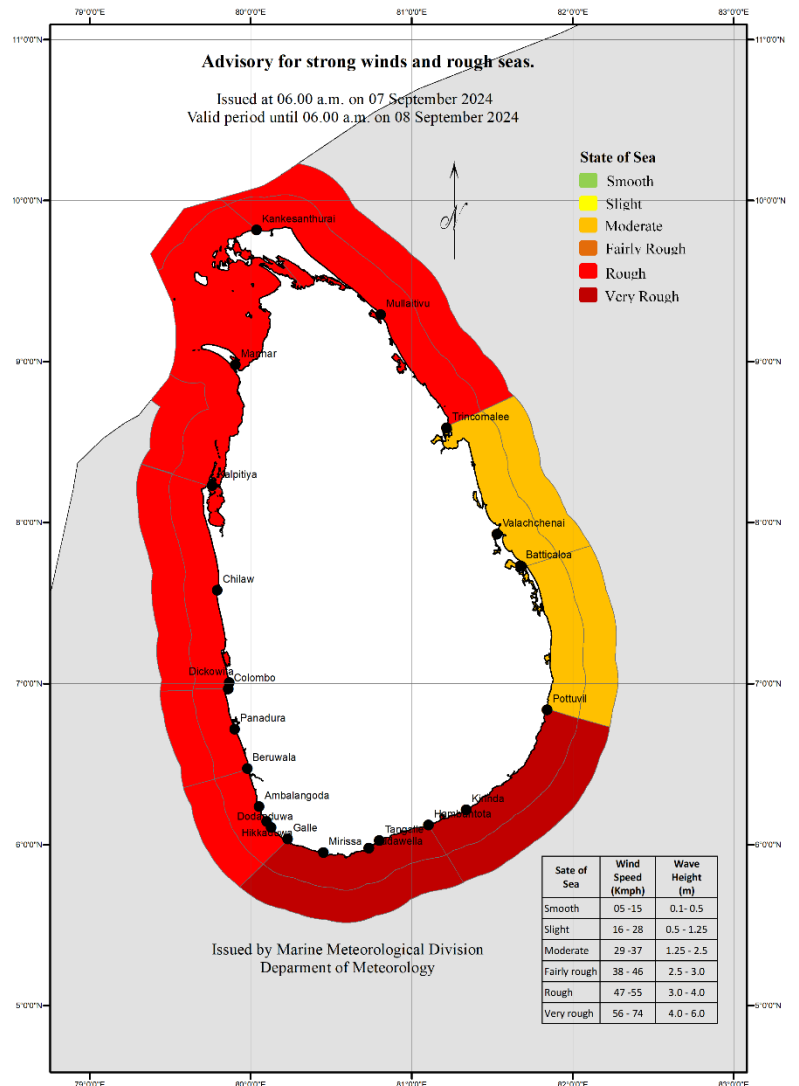 79°0'0"E 80°0'0"E 81°0'0"E 82°0'0"E 83°0'0"E
11°0'0"N 11°0'0"N
Advisory for strong winds and rough seas.
Issued at 06.00 a.m. on 07 September 2024
Valid period until 06.00 a.m. on 08 September 2024
State of Sea
Smooth
Slight
Moderate
Fairly Rough
Rough
Very Rough
10°0'0"N 10°0'0"N
Kankesanthurai
Mullaitivu
9°0'0"N 9°0'0"N
Mannar
Trincomalee
Kalpitiya
8°0'0"N 8°0'0"N
Valachchenai
Batticaloa
Chilaw
Dickowita
Colombo
7°0'0"N 7°0'0"N
Pottuvil
Panadura
Beruwala
Ambalangoda
Kirinda
Dodanduwa
Hambantota
Hikkaduwa
Galle
Tangalle
6°0'0"N 6°0'0"N
Mirissa
Sate of Sea Wind Speed (Kmph) Wave Height (m)
Smooth 05 -15 0.1- 0.5
Slight 16 - 28 0.5 - 1.25
Moderate 29 -37 1.25 - 2.5
Fairly rough 38 - 46 2.5 - 3.0
Rough 47 -55 3.0 - 4.0
Very rough 56 - 74 4.0 - 6.0
Issued by Marine Meteorological Division
Deparment of Meteorology
5°0'0"N 5°0'0"N
79°0'0"E 80°0'0"E 81°0'0"E 82°0'0"E 83°0'0"E